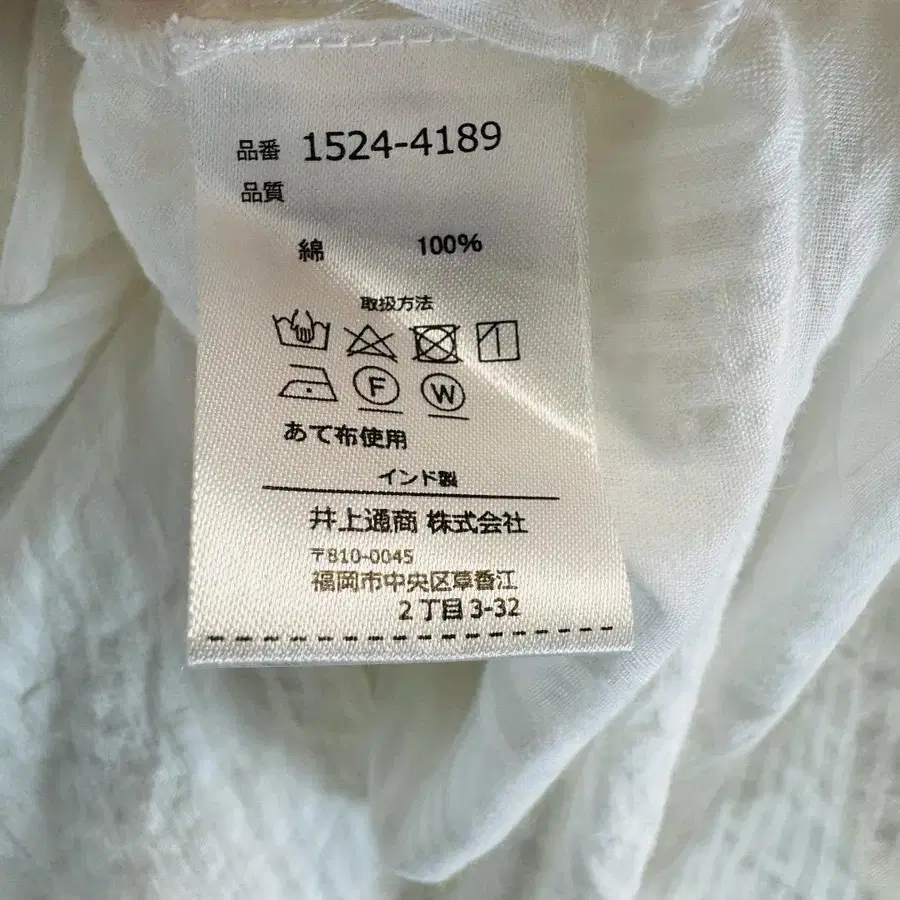 品番 1524-4189
品質
綿 100%
取扱方法
F W
あて布使用
インド製
井上通商 株式会社
〒810-0045
福岡市中央区草香江
2丁目3-32